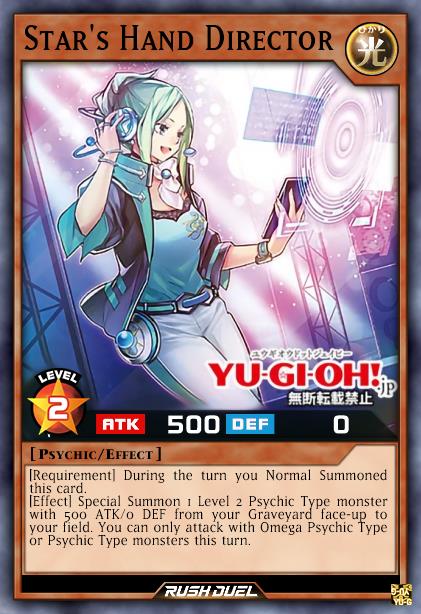 STAR'S HAND DIRECTOR
ひかり
光
ユウギオウドットジェイピー
YU-GI-OH!.jp
無断転載禁止
LEVEL
2
ATK 500 DEF 0
[PSYCHIC/EFFECT]
[Requirement] During the turn you Normal Summoned
this card.
[Effect] Special Summon 1 Level 2 Psychic Type monster
with 500 ATK/0 DEF from your Graveyard face-up to
your field. You can only attack with Omega Psychic Type
or Psychic Type monsters this turn.
RUSH DUEL